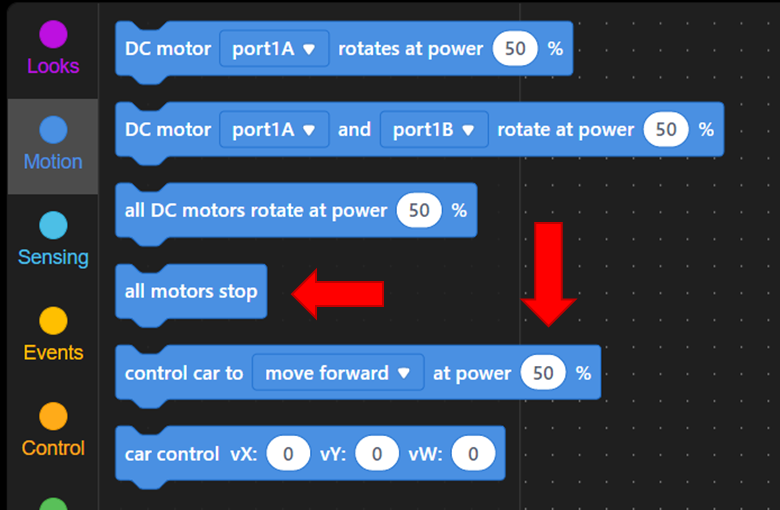 Looks
Motion
Sensing
Events
Control
DC motor port1A rotates at power 50 %
DC motor port1A and port1B rotate at power 50 %
all DC motors rotate at power 50 %
all motors stop
control car to move forward at power 50 %
car control vX: 0 vY: 0 vW: 0